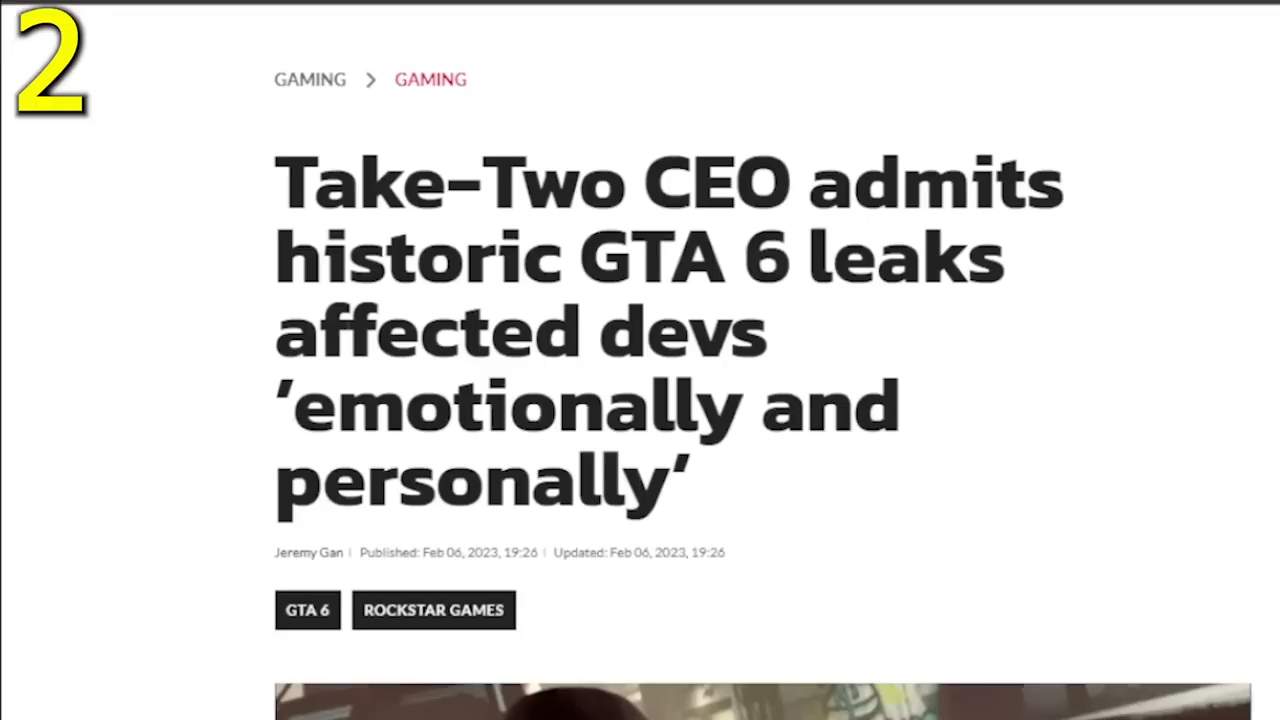 2
GAMING > GAMING
Take-Two CEO admits
historic GTA 6 leaks
affected devs
‘emotionally and
personally’
Jeremy Gan | Published: Feb 06, 2023, 19:26 | Updated: Feb 06, 2023, 19:26
GTA 6 ROCKSTAR GAMES